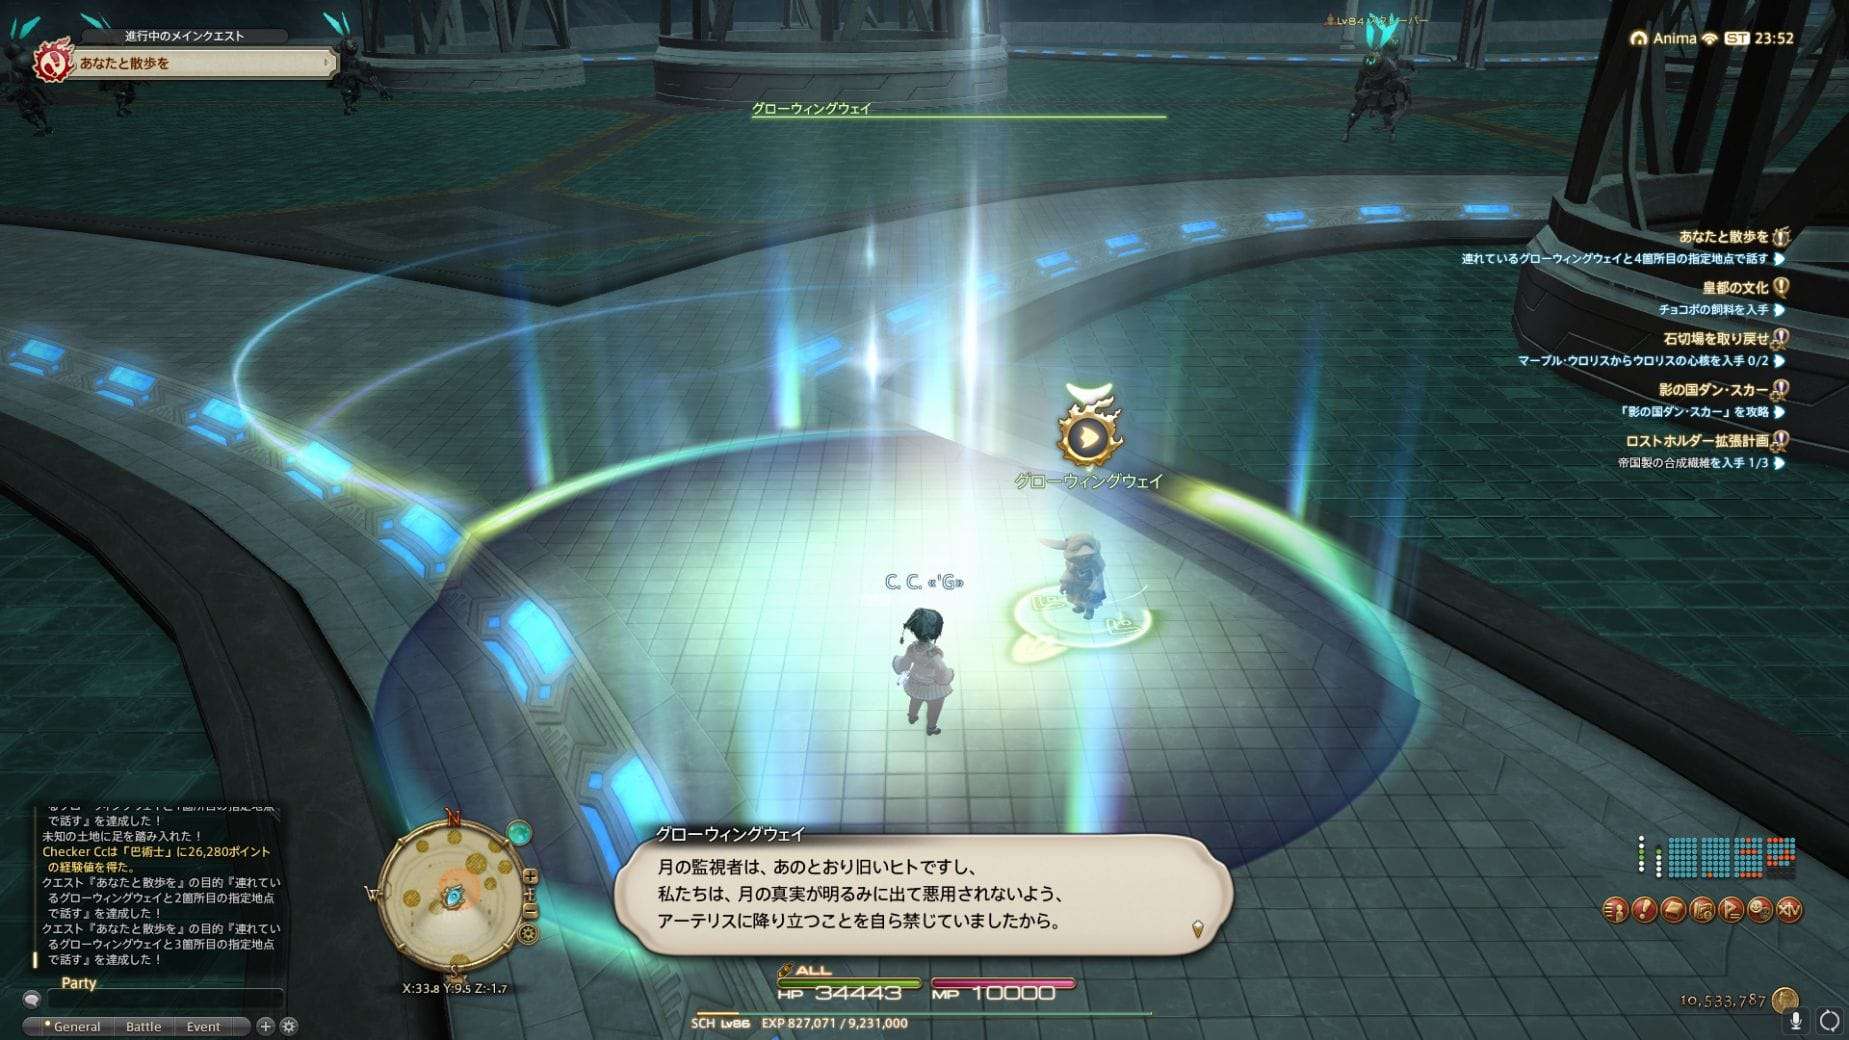 進行中のメインクエスト
あなたと散歩を
Anima ST 23:52
グローウィングウェイ
あなたと散歩を
連れているグローウィングウェイと4箇所目の指定地点で話す
皇都の文化
チョコボの飼料を入手
石切場を取り戻せ
マーブル・ウロリスからウロリスの心核を入手 0/2
影の国ダン・スカー
「影の国ダン・スカー」を攻略
ロストホルダー拡張計画
帝国製の合成繊維を入手 1/3
グローウィングウェイ
C. C. «'G»
で話す』を達成した！
未知の土地に足を踏み入れた！
Checker Ccは「巴術士」に26,280ポイント
の経験値を得た。
クエスト『あなたと散歩を』の目的『連れてい
るグローウィングウェイと2箇所目の指定地点
で話す』を達成した！
クエスト『あなたと散歩を』の目的『連れてい
るグローウィングウェイと3箇所目の指定地点
で話す』を達成した！
Party
General Battle Event
N
W
S
X:33.8 Y:9.5 Z:-1.7
グローウィングウェイ
月の監視者は、あのとおり旧いヒトですし、
私たちは、月の真実が明るみに出て悪用されないよう、
アーテリスに降り立つことを自ら禁じていましたから。
ALL
HP 34443 MP 10000
SCH Lv86 EXP 827,071 / 9,231,000
XIV
10,533,787